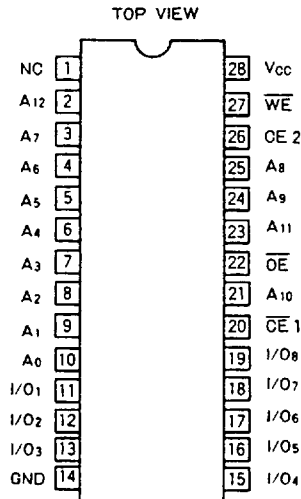 TOP VIEW
NC 1 28 Vcc
A12 2 27 W̅E̅
A7 3 26 CE 2
A6 4 25 A8
A5 5 24 A9
A4 6 23 A11
A3 7 22 O̅E̅
A2 8 21 A10
A1 9 20 C̅E̅ 1
A0 10 19 I/O8
I/O1 11 18 I/O7
I/O2 12 17 I/O6
I/O3 13 16 I/O5
GND 14 15 I/O4